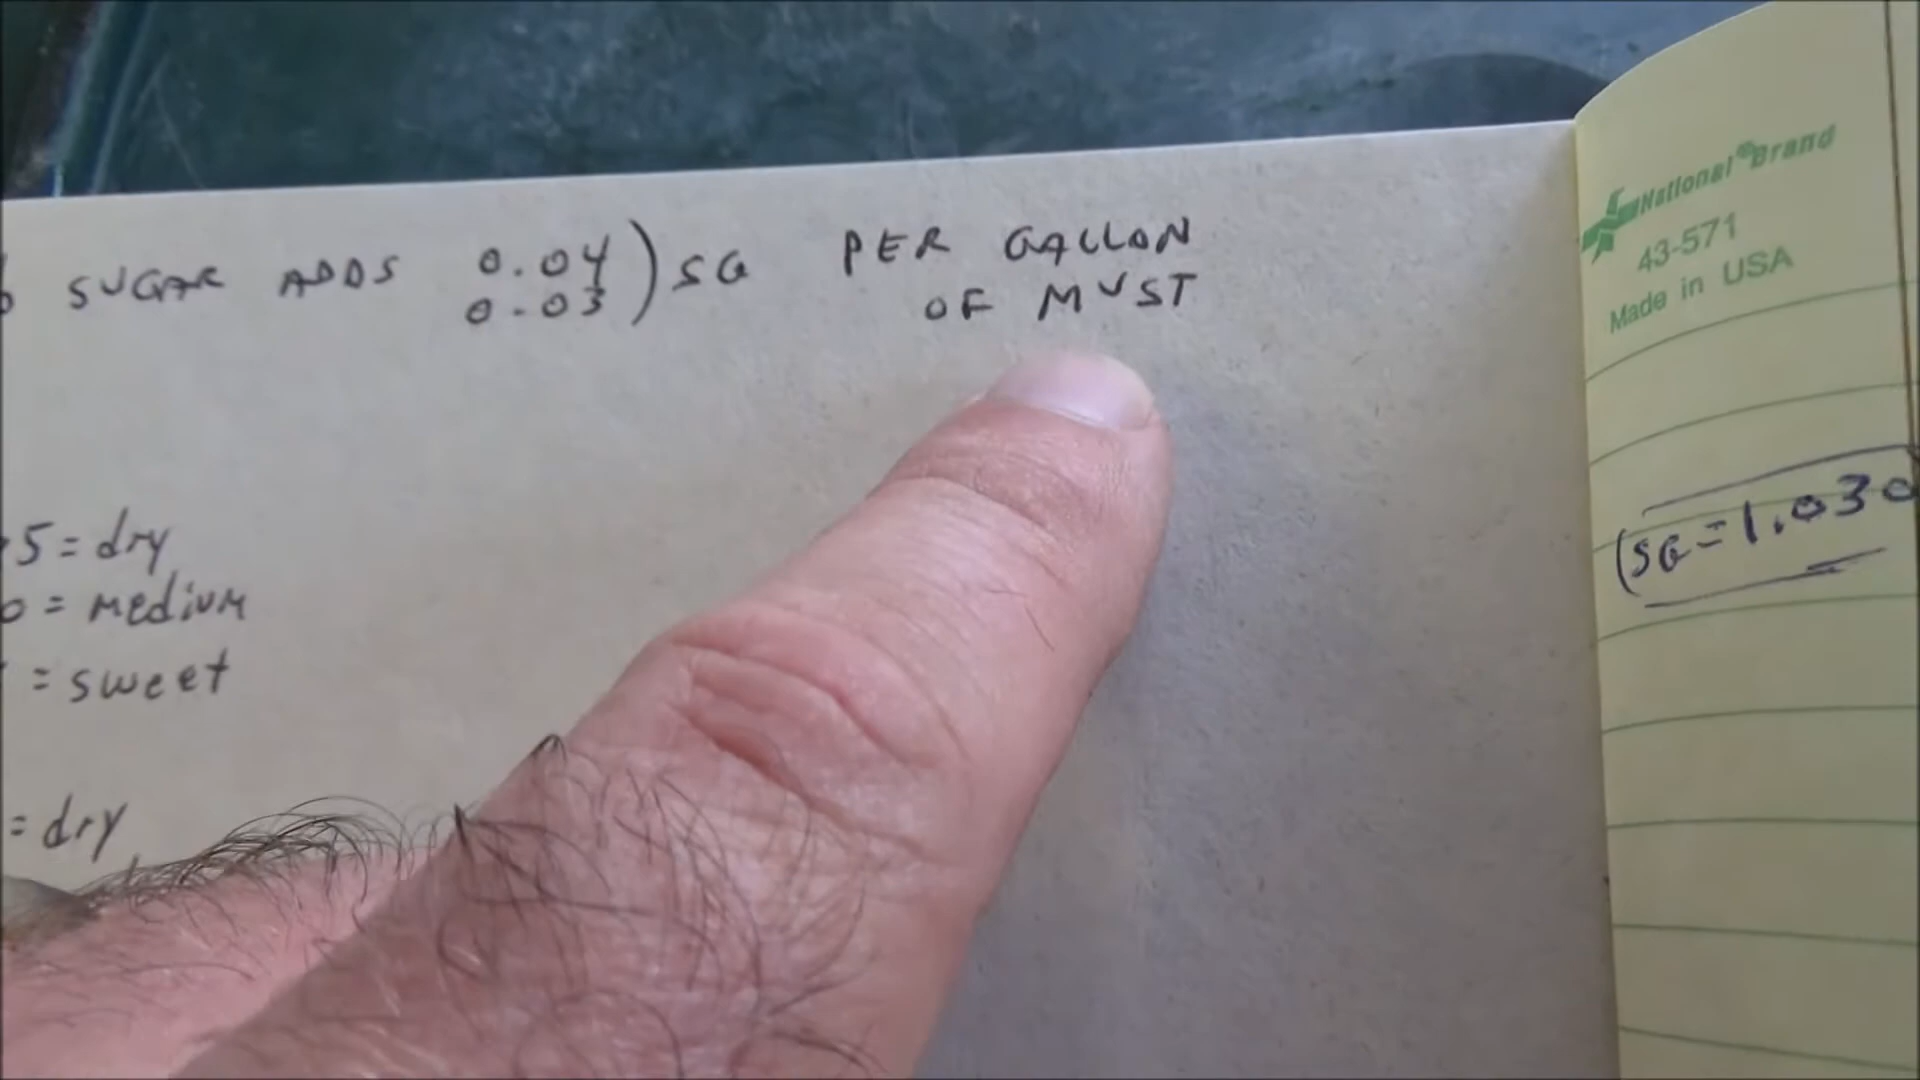 SUGAR ADDS 0.04) SG PER GALLON
0.03 OF MUST
5 = dry
0 = medium
= sweet
= dry
National® Brand
43-571
Made in USA
(SG = 1.030